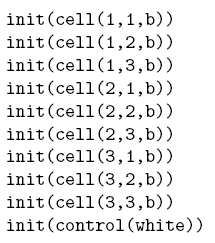 init(cell(1,1,b))
init(cell(1,2,b))
init(cell(1,3,b))
init(cell(2,1,b))
init(cell(2,2,b))
init(cell(2,3,b))
init(cell(3,1,b))
init(cell(3,2,b))
init(cell(3,3,b))
init(control(white))